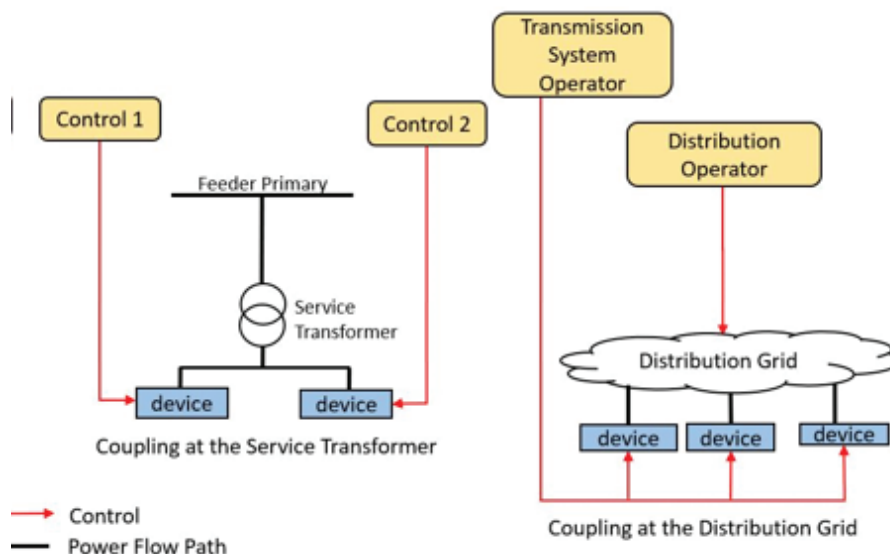 Control 1
Control 2
Feeder Primary
Service
Transformer
device
device
Coupling at the Service Transformer
Control
Power Flow Path
Transmission
System
Operator
Distribution
Operator
Distribution Grid
device
device
device
Coupling at the Distribution Grid